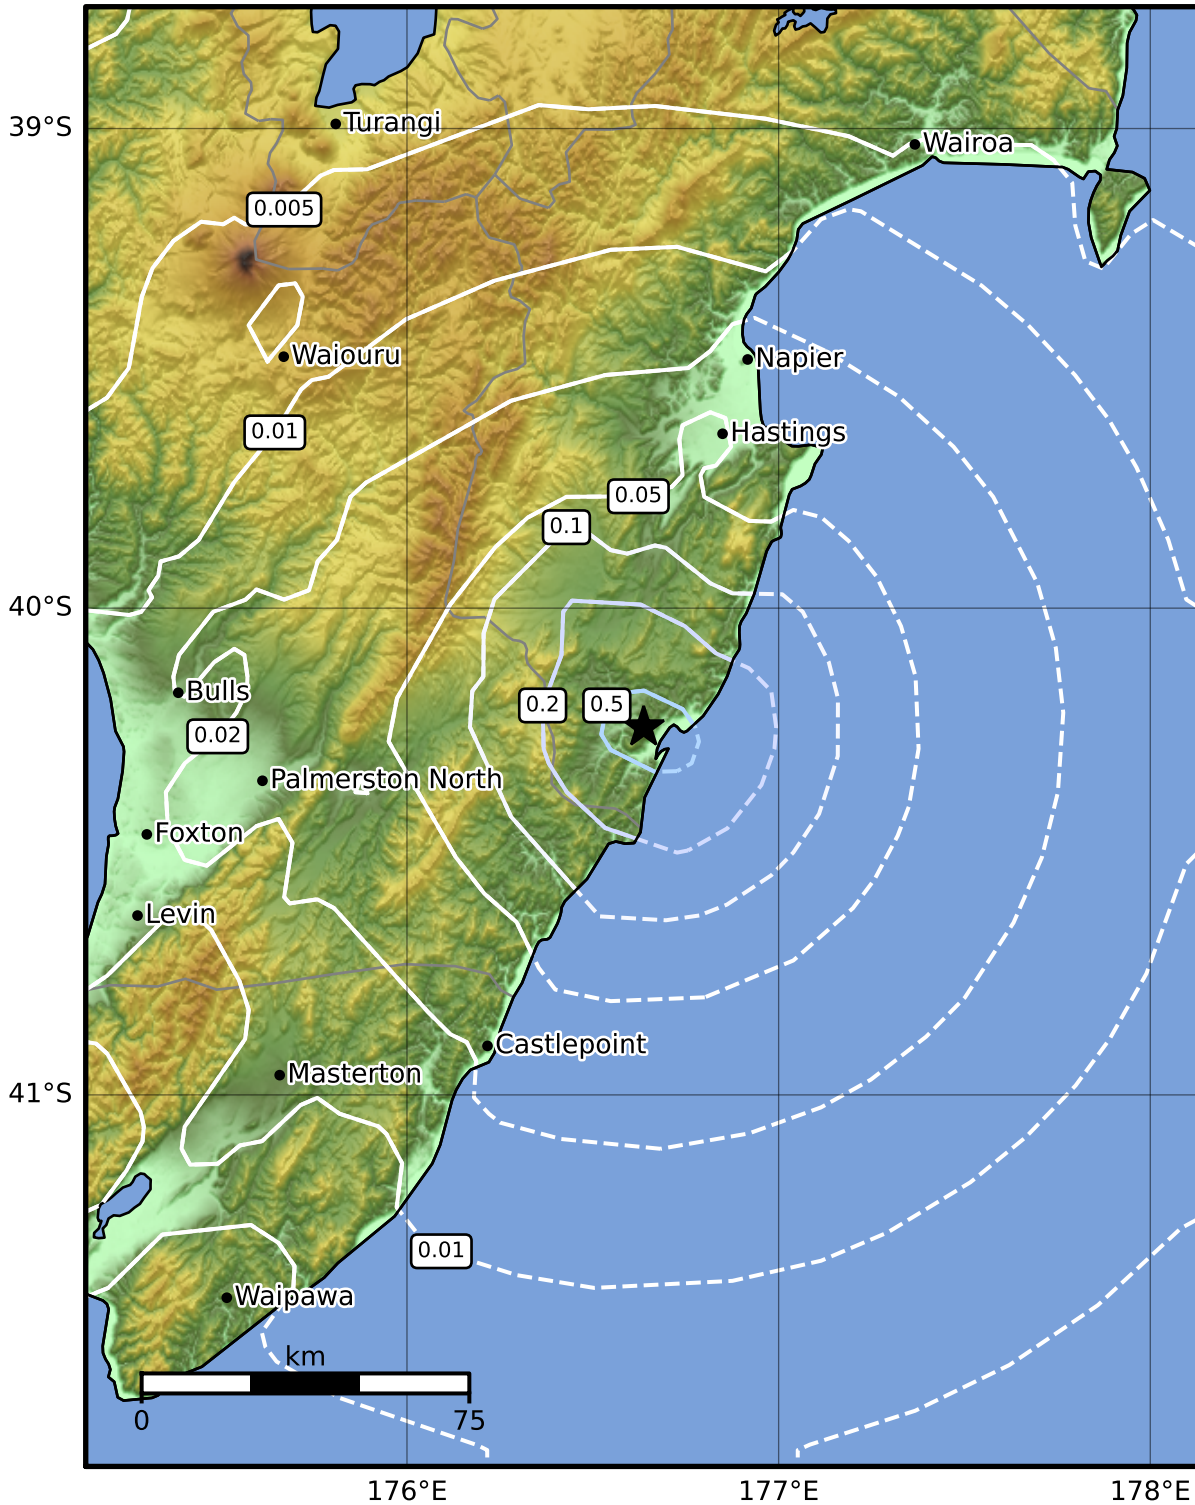 39°S
Turangi
Wairoa
0.005
Waiouru
Napier
0.01
Hastings
0.05
0.1
40°S
Bulls
0.2
0.5
0.02
Palmerston North
Foxton
Levin
Castlepoint
Masterton
41°S
0.01
Waipawa
km
0
75
176°E
177°E
178°E